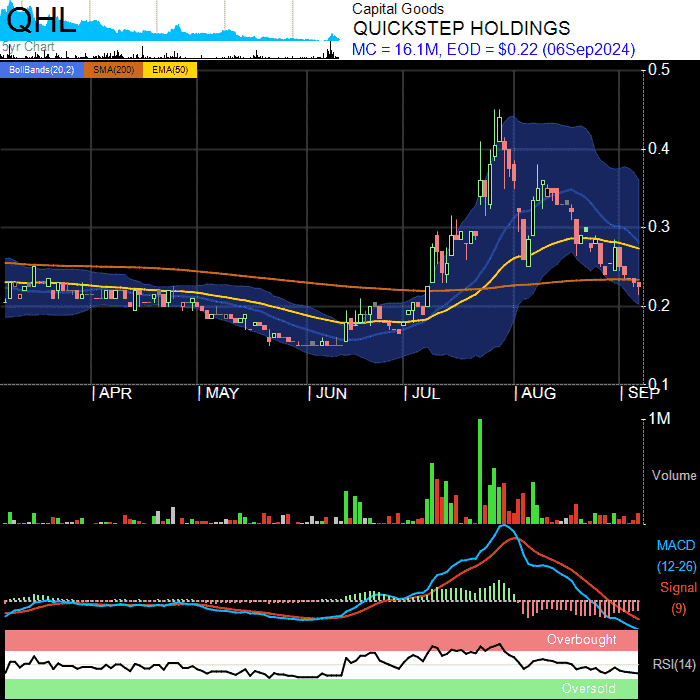 QHL
5yr Chart
Capital Goods
QUICKSTEP HOLDINGS
MC = 16.1M, EOD = $0.22 (06Sep2024)
BollBands(20,2) SMA(200) EMA(50)
0.5
0.4
0.3
0.2
0.1
APR MAY JUN JUL AUG SEP
1M
Volume
MACD
(12-26)
Signal
(9)
Overbought
RSI(14)
Oversold